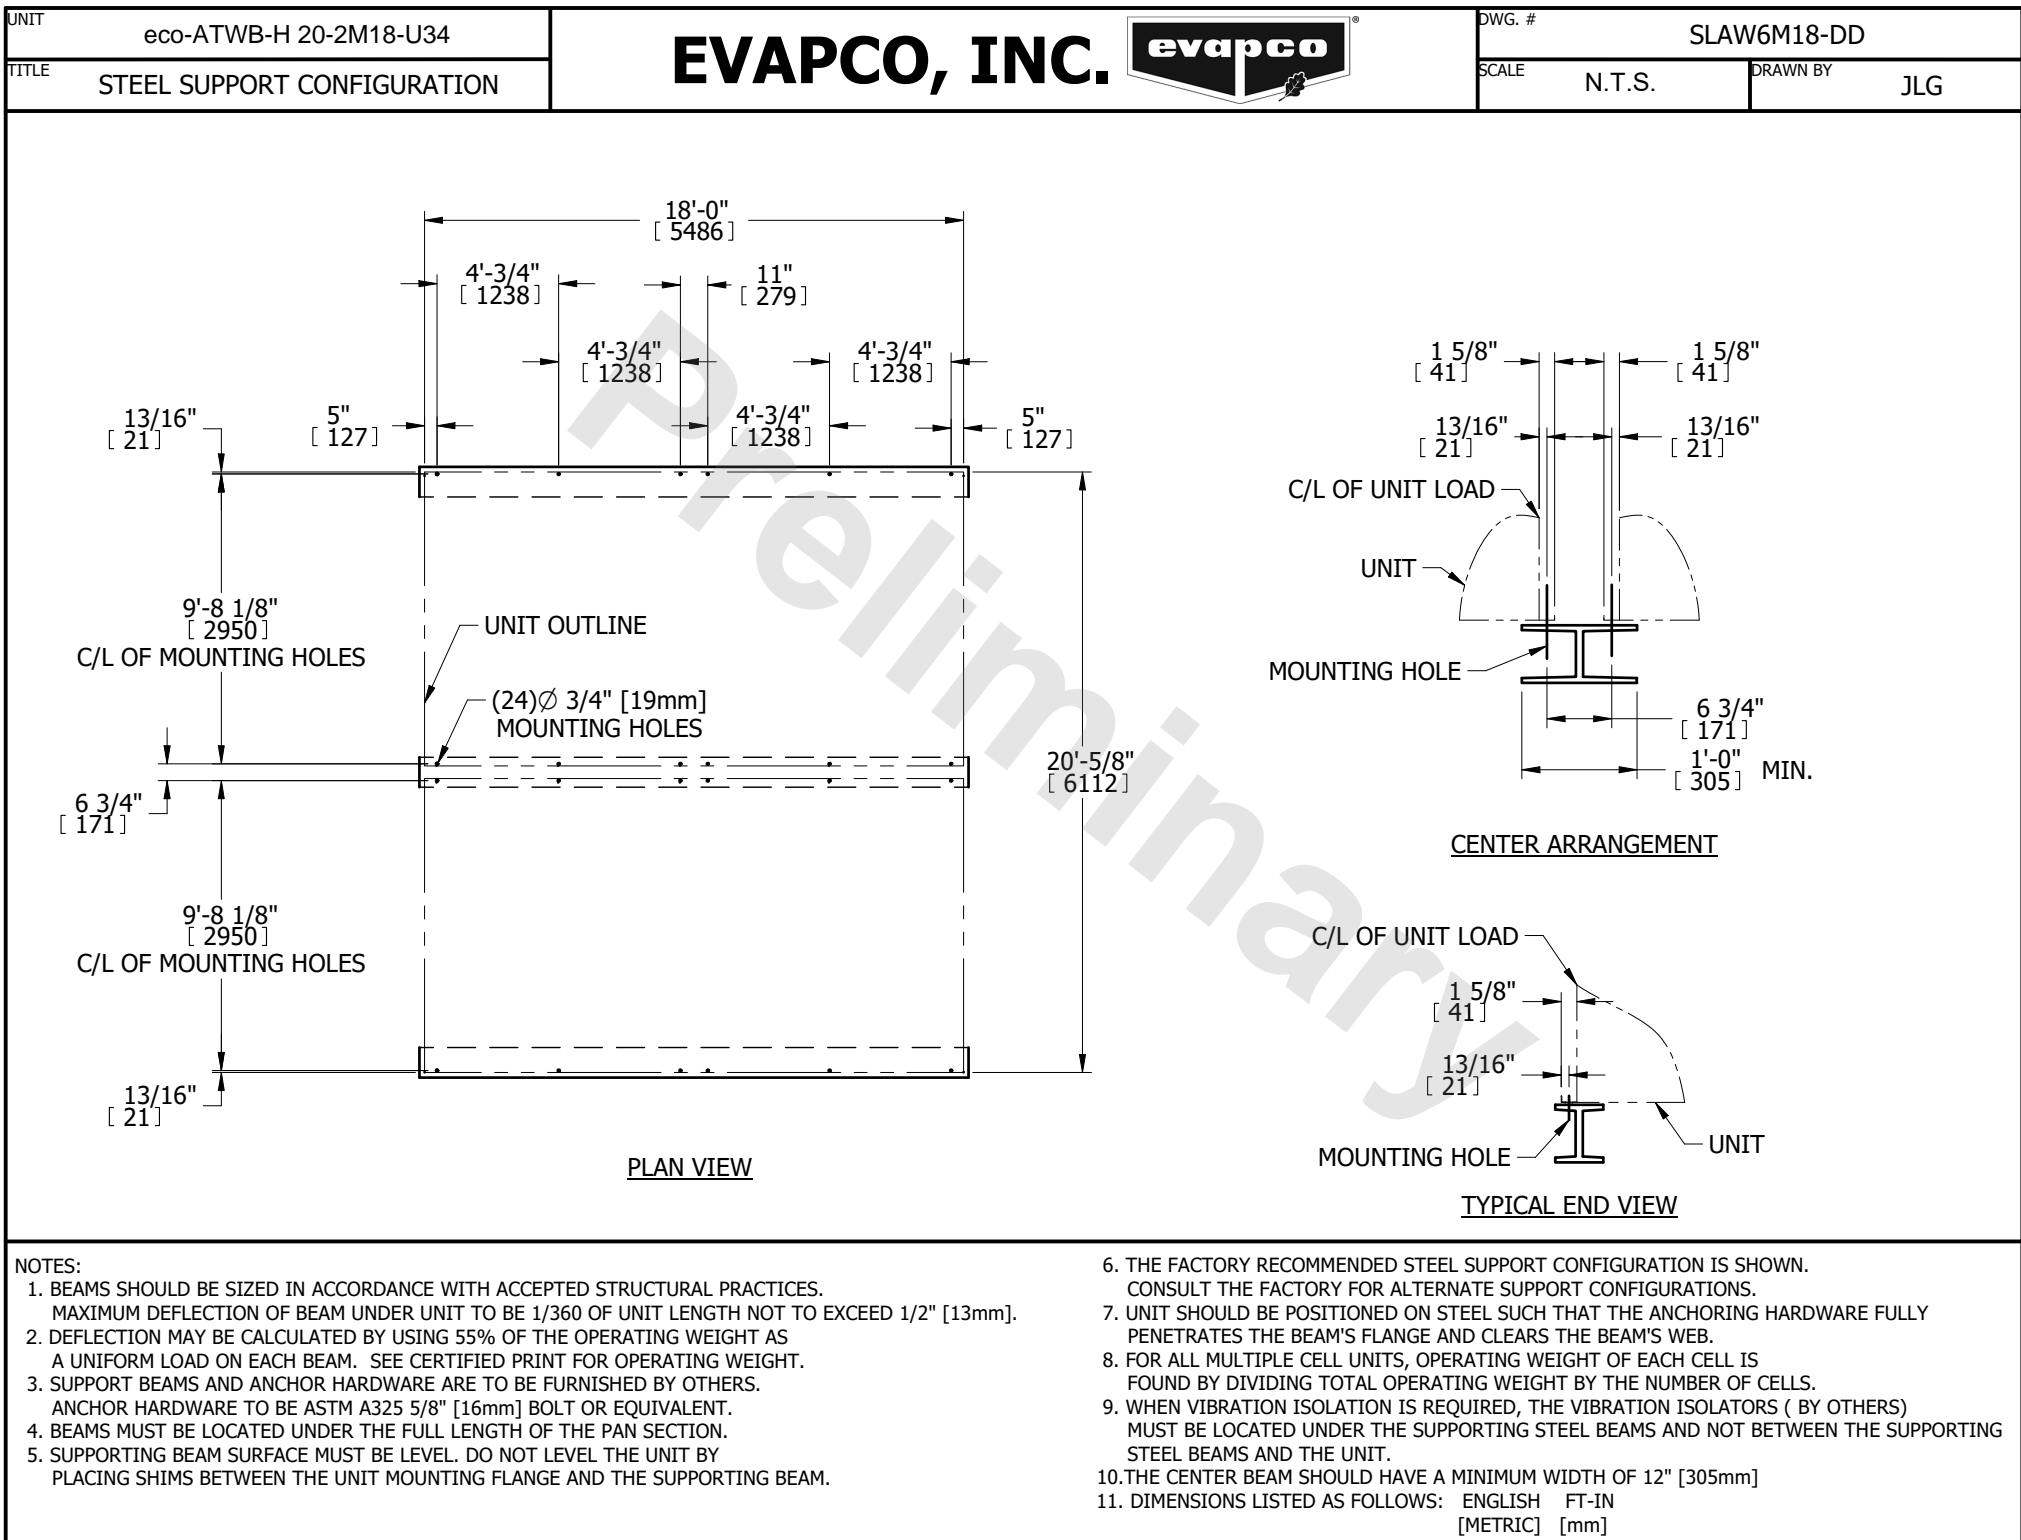 UNIT
eco-ATWB-H 20-2M18-U34
TITLE
STEEL SUPPORT CONFIGURATION
EVAPCO, INC.
evapco
®
DWG. #
SLAW6M18-DD
SCALE
N.T.S.
DRAWN BY
JLG
18'-0"
[ 5486 ]
4'-3/4"
[ 1238 ]
11"
[ 279 ]
4'-3/4"
[ 1238 ]
4'-3/4"
[ 1238 ]
13/16"
[ 21 ]
5"
[ 127 ]
4'-3/4"
[ 1238 ]
5"
[ 127 ]
9'-8 1/8"
[ 2950 ]
C/L OF MOUNTING HOLES
UNIT OUTLINE
(24)∅ 3/4" [19mm]
MOUNTING HOLES
20'-5/8"
[ 6112 ]
6 3/4"
[ 171 ]
9'-8 1/8"
[ 2950 ]
C/L OF MOUNTING HOLES
13/16"
[ 21 ]
PLAN VIEW
Preliminary
1 5/8"
[ 41 ]
1 5/8"
[ 41 ]
13/16"
[ 21 ]
13/16"
[ 21 ]
C/L OF UNIT LOAD
UNIT
MOUNTING HOLE
6 3/4"
[ 171 ]
1'-0"
[ 305 ] MIN.
CENTER ARRANGEMENT
C/L OF UNIT LOAD
1 5/8"
[ 41 ]
13/16"
[ 21 ]
MOUNTING HOLE
UNIT
TYPICAL END VIEW
NOTES:
1. BEAMS SHOULD BE SIZED IN ACCORDANCE WITH ACCEPTED STRUCTURAL PRACTICES.
MAXIMUM DEFLECTION OF BEAM UNDER UNIT TO BE 1/360 OF UNIT LENGTH NOT TO EXCEED 1/2" [13mm].
2. DEFLECTION MAY BE CALCULATED BY USING 55% OF THE OPERATING WEIGHT AS
A UNIFORM LOAD ON EACH BEAM. SEE CERTIFIED PRINT FOR OPERATING WEIGHT.
3. SUPPORT BEAMS AND ANCHOR HARDWARE ARE TO BE FURNISHED BY OTHERS.
ANCHOR HARDWARE TO BE ASTM A325 5/8" [16mm] BOLT OR EQUIVALENT.
4. BEAMS MUST BE LOCATED UNDER THE FULL LENGTH OF THE PAN SECTION.
5. SUPPORTING BEAM SURFACE MUST BE LEVEL. DO NOT LEVEL THE UNIT BY
PLACING SHIMS BETWEEN THE UNIT MOUNTING FLANGE AND THE SUPPORTING BEAM.
6. THE FACTORY RECOMMENDED STEEL SUPPORT CONFIGURATION IS SHOWN.
CONSULT THE FACTORY FOR ALTERNATE SUPPORT CONFIGURATIONS.
7. UNIT SHOULD BE POSITIONED ON STEEL SUCH THAT THE ANCHORING HARDWARE FULLY
PENETRATES THE BEAM'S FLANGE AND CLEARS THE BEAM'S WEB.
8. FOR ALL MULTIPLE CELL UNITS, OPERATING WEIGHT OF EACH CELL IS
FOUND BY DIVIDING TOTAL OPERATING WEIGHT BY THE NUMBER OF CELLS.
9. WHEN VIBRATION ISOLATION IS REQUIRED, THE VIBRATION ISOLATORS ( BY OTHERS)
MUST BE LOCATED UNDER THE SUPPORTING STEEL BEAMS AND NOT BETWEEN THE SUPPORTING
STEEL BEAMS AND THE UNIT.
10.THE CENTER BEAM SHOULD HAVE A MINIMUM WIDTH OF 12" [305mm]
11. DIMENSIONS LISTED AS FOLLOWS: ENGLISH FT-IN
[METRIC] [mm]